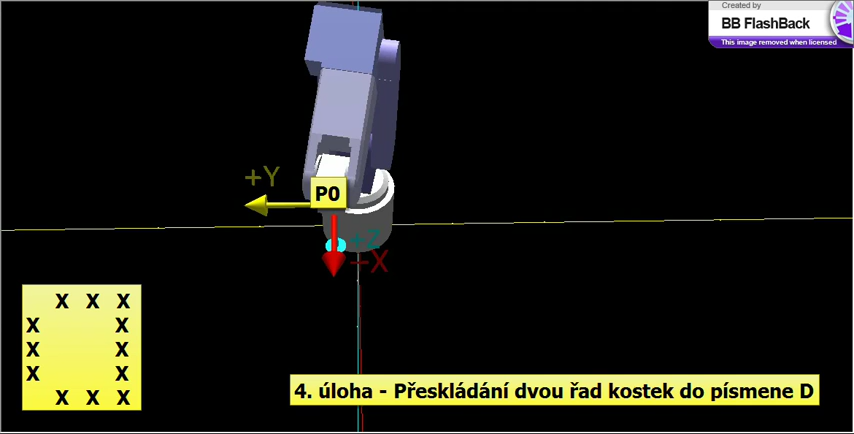 Created by
BB FlashBack
This image removed when licensed
+Y
P0
+Z
−X
X X X
X X
X X
X X
X X X
4. úloha - Přeskládání dvou řad kostek do písmene D